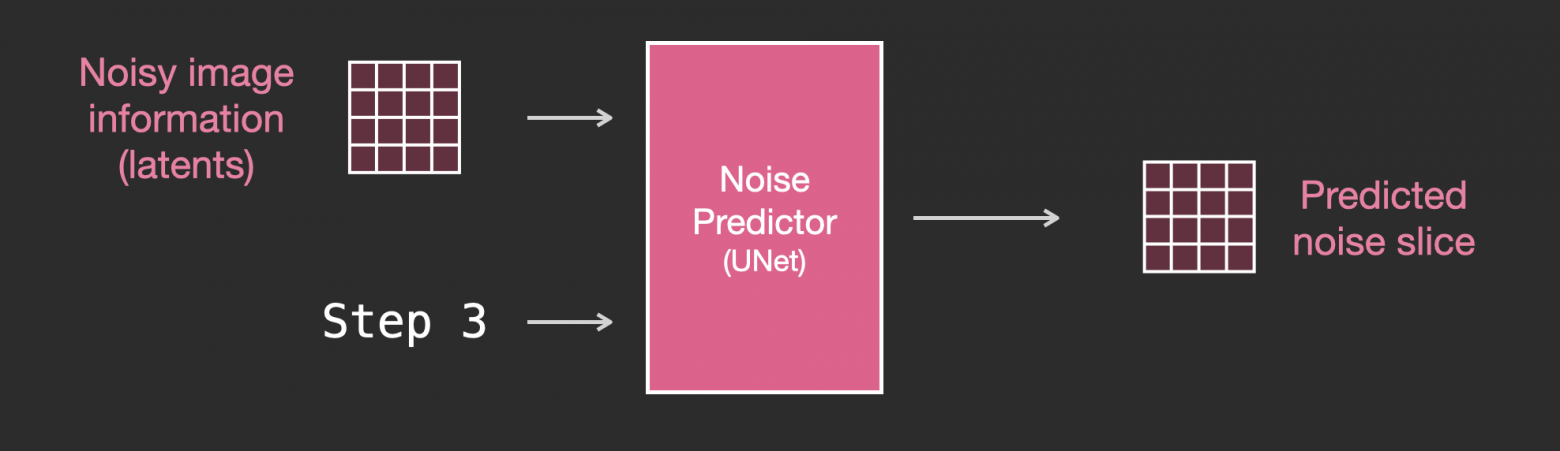 Noisy image
information
(latents)
Step 3
Noise
Predictor
(UNet)
Predicted
noise slice